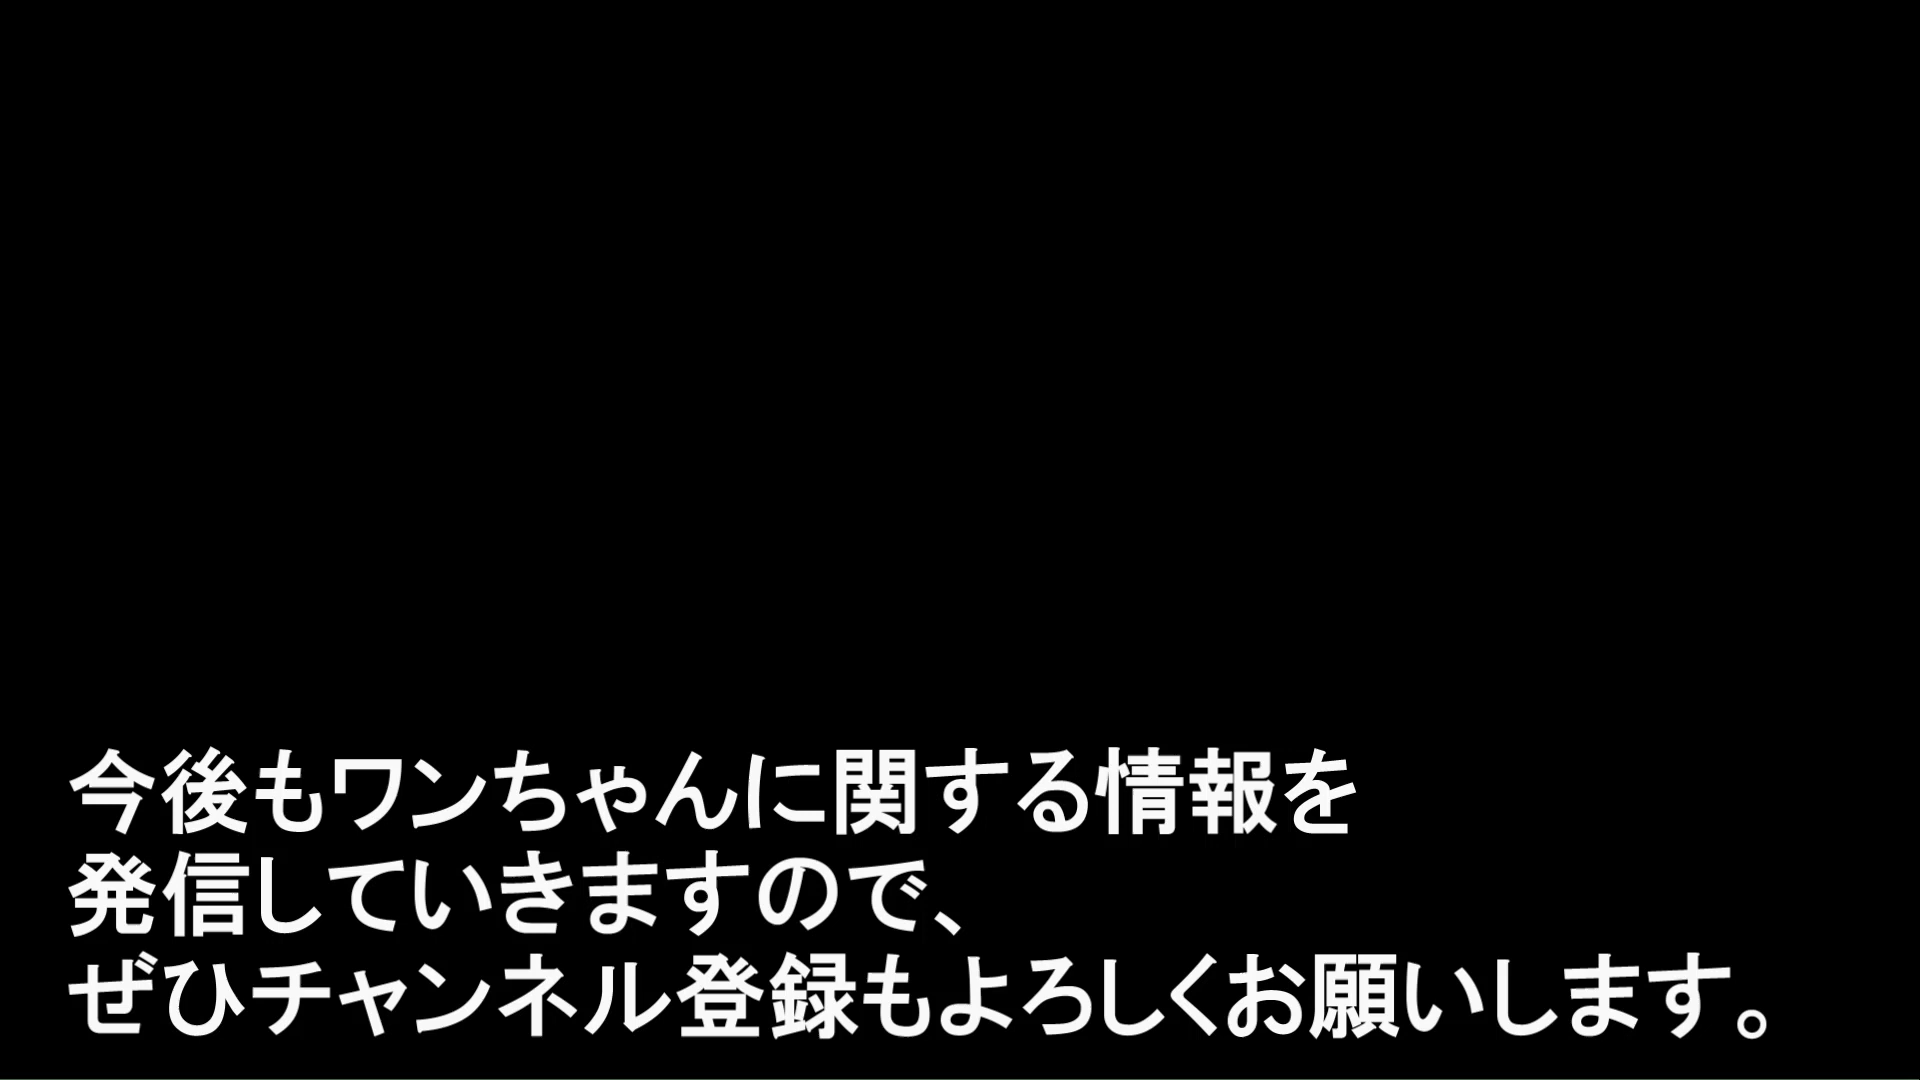 今後もワンちゃんに関する情報を
発信していきますので、
ぜひチャンネル登録もよろしくお願いします。